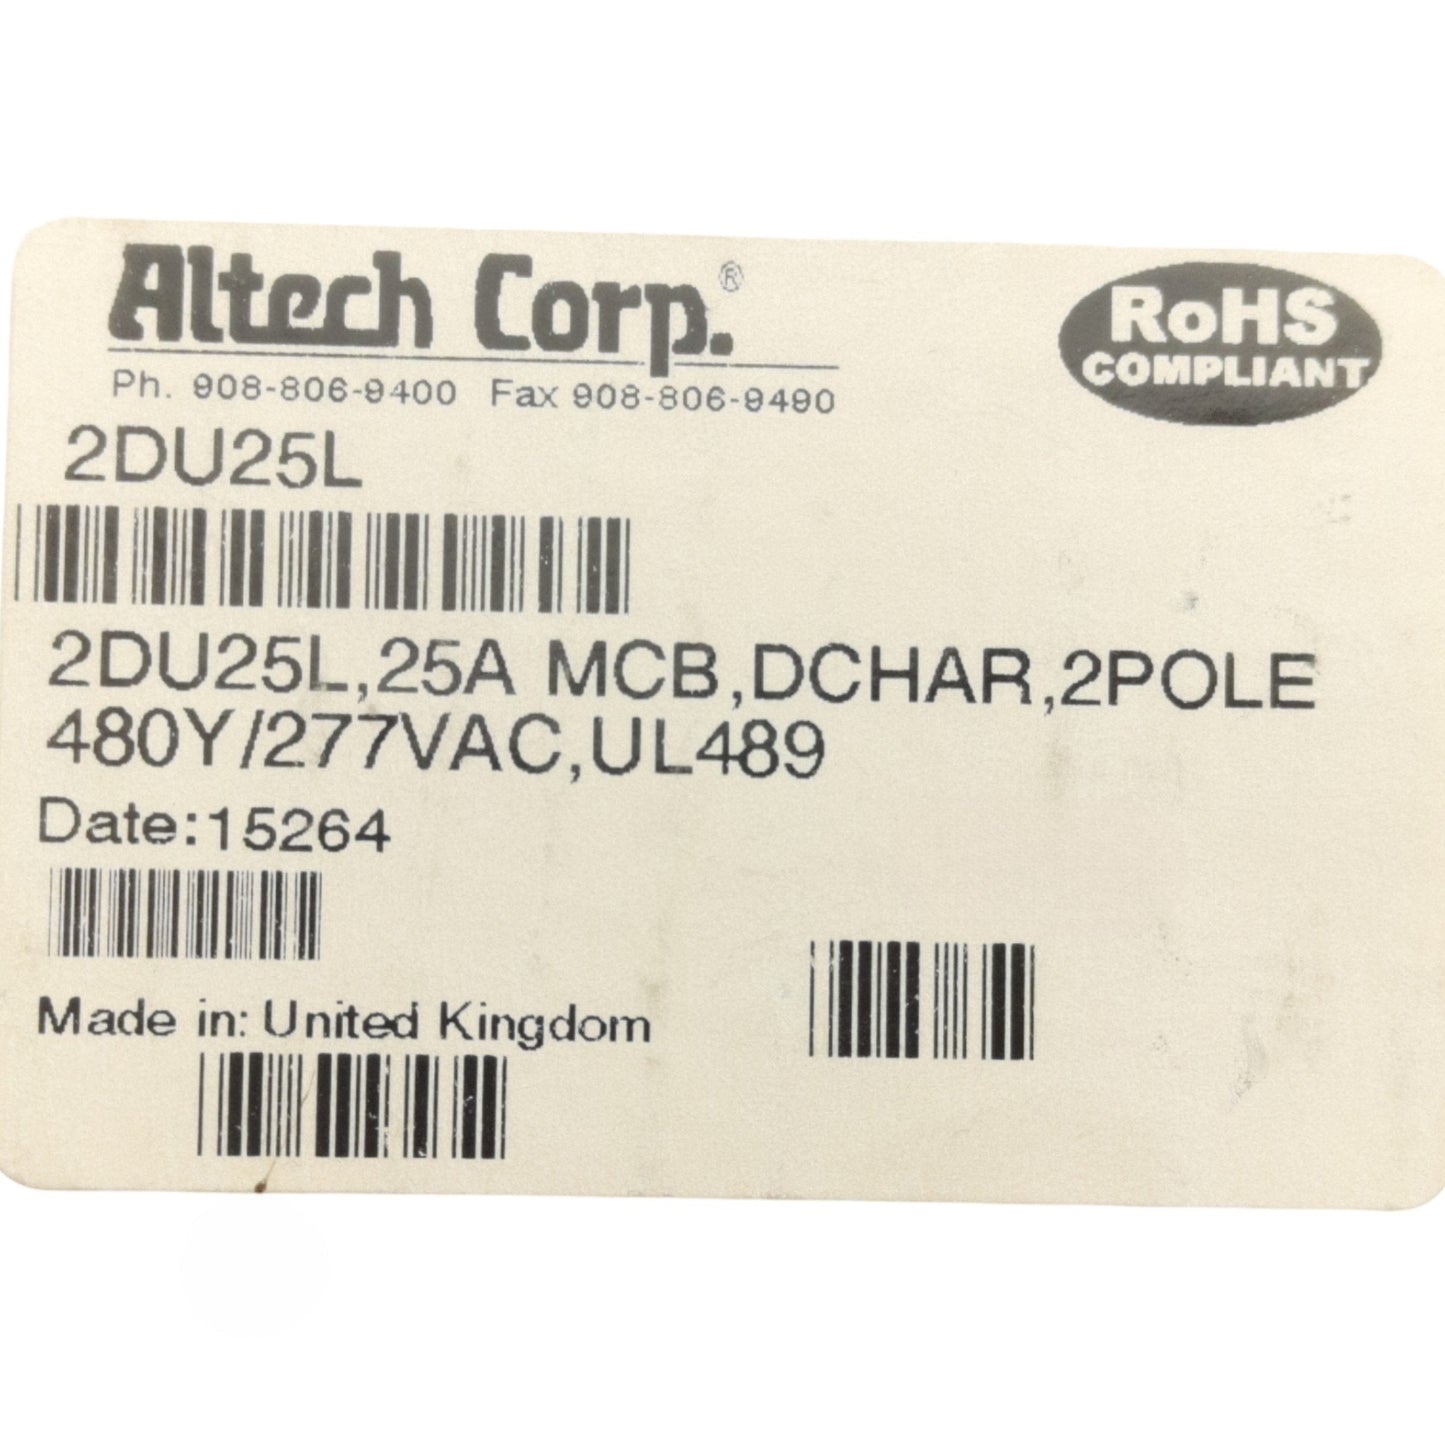 Altech Corp.®
RoHS
COMPLIANT
Ph. 908-806-9400 Fax 908-806-9490
2DU25L
2DU25L,25A MCB,DCHAR,2POLE
480Y/277VAC,UL489
Date:15264
Made in: United Kingdom